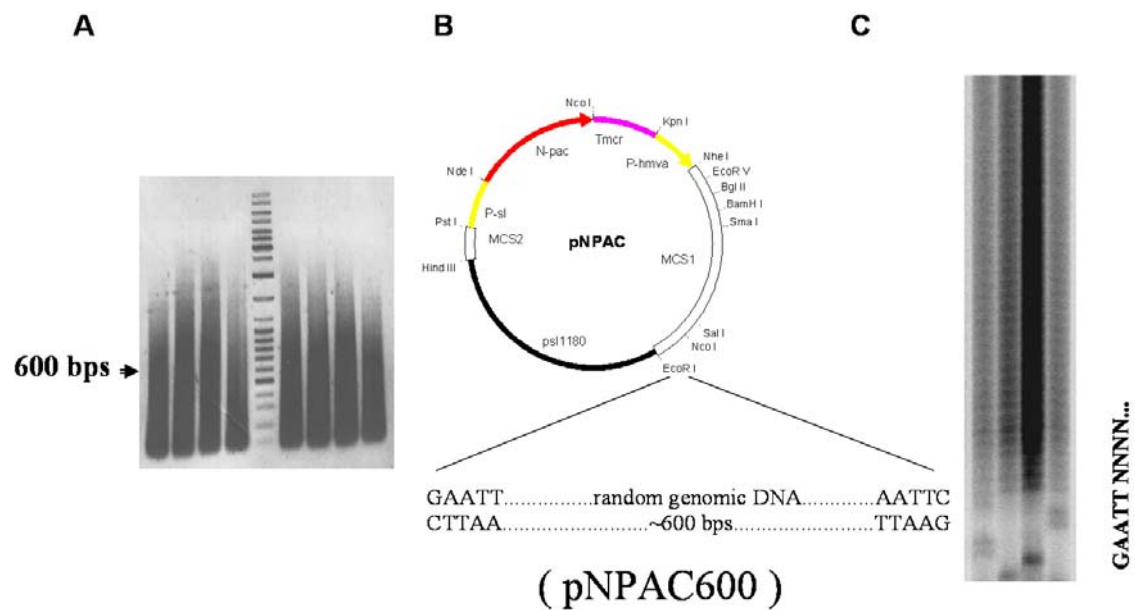 A
B
C
600 bps
Nco I
Kpn I
Tmcr
N-pac
P-hmva
Nhe I
EcoR V
Bgl II
BamH I
Sma I
Nde I
P-sl
Pst I
MCS2
pNPAC
MCS1
Hind III
psl1180
Sal I
Nco I
EcoR I
GAATT..............random genomic DNA...........AATTC
CTTAA........................~600 bps.......................TTAAG
( pNPAC600 )
GAATT NNNN...